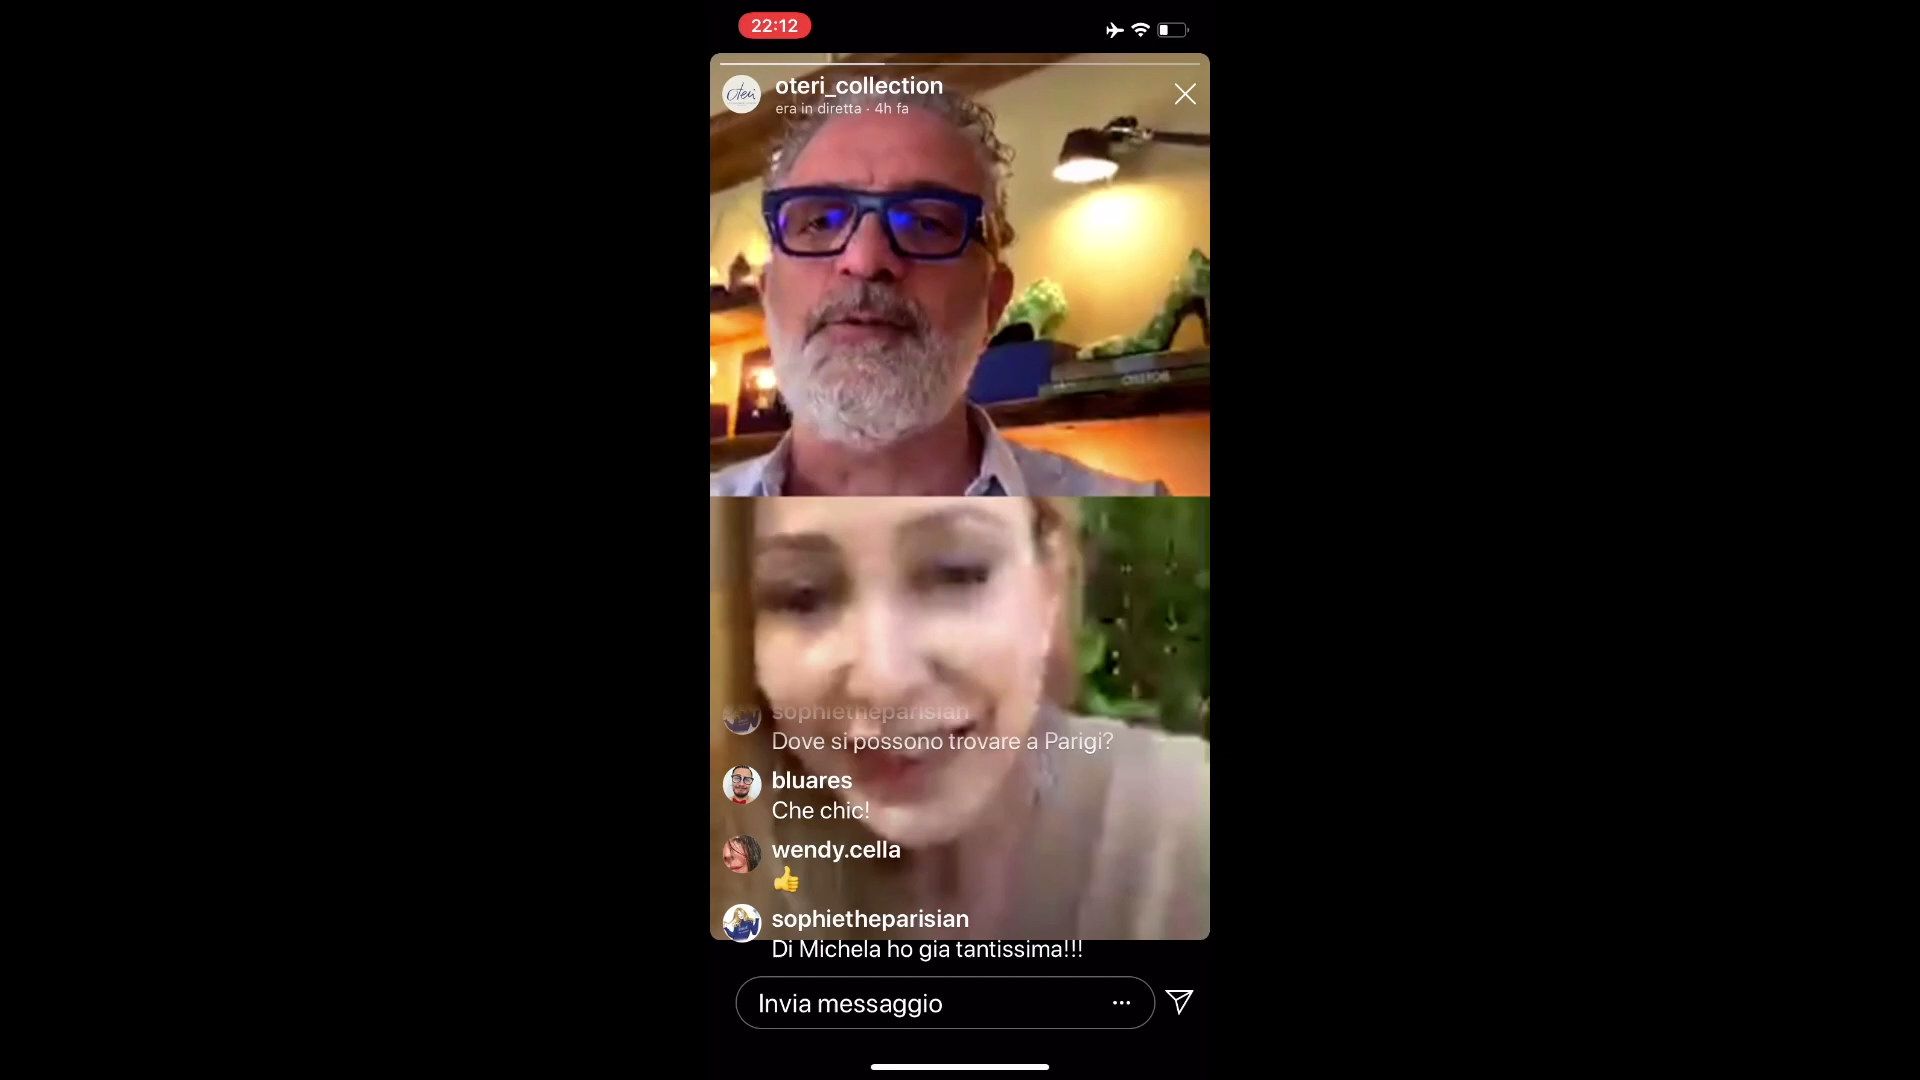 22:12
oteri_collection
era in diretta · 4h fa
Oteri
sophietheparisian
Dove si possono trovare a Parigi?
bluares
Che chic!
wendy.cella
👍
sophietheparisian
Di Michela ho gia tantissima!!!
Invia messaggio